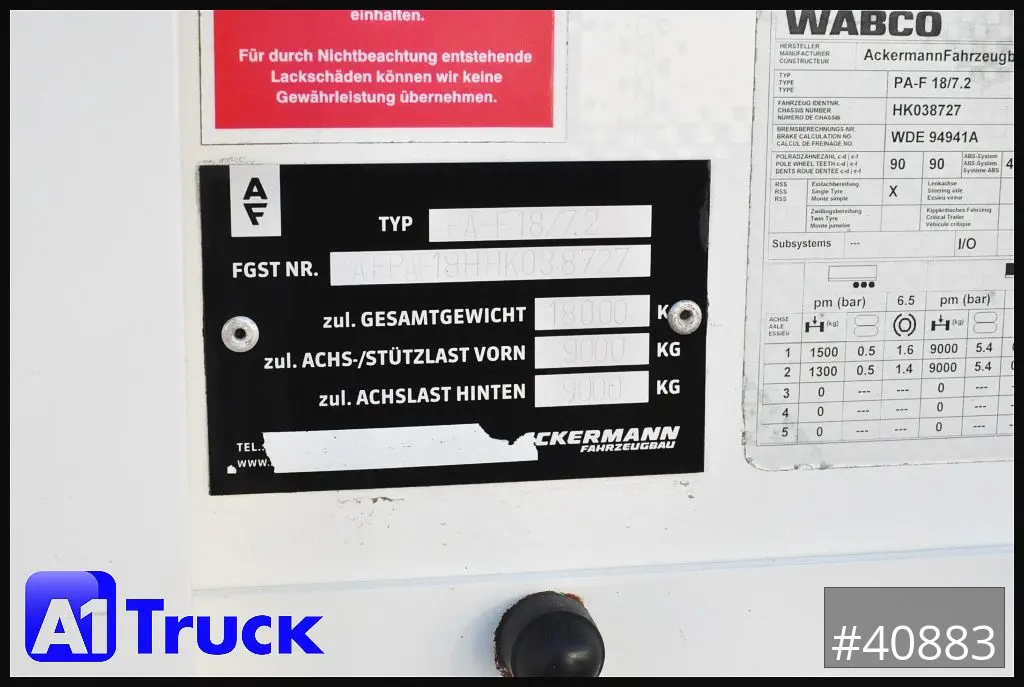 einhalten.
Für durch Nichtbeachtung entstehende
Lackschäden können wir keine
Gewährleistung übernehmen.
AF
TYP PA-F 18/7.2
FGST NR. AFPAF18HHK038727
zul. GESAMTGEWICHT 18000 K
zul. ACHS-/STÜTZLAST VORN 9000 KG
zul. ACHSLAST HINTEN 9000 KG
TEL.:
WWW.
CKERMANN
FAHRZEUGBAU
WABCO
HERSTELLER
MANUFACTURER
CONSTRUCTEUR
AckermannFahrzeugb
TYP
TYPE
TYPE
PA-F 18/7.2
FAHRZEUG IDENTNR.
CHASSIS NUMBER
NUMERO DE CHASSIS
HK038727
BREMSBERECHNUNGS-NR.
BRAKE CALCULATION NO.
CALCUL DE FREINAGE NO.
WDE 94941A
POLRADZÄHNEZAHL c-d | e-f
POLE WHEEL TEETH c-d | e-f
DENTS ROUE DENTEE c-d | e-f
90 90
ABS-System
ABS-System
Système ABS
4
RSS
RSS
RSS
Einfachbereifung
Single Tyre
Monte simple
X
Lenkachse
Steering axle
Essieu vireur
Zwillingsbereifung
Twin Tyre
Monte jumelée
Kippkritisches Fahrzeug
Critical Trailer
Véhicule critique
Subsystems --- I/O
pm (bar) 6.5 pm (bar)
ACHSE
AXLE
ESSIEU
(kg) (kg)
1 1500 0.5 1.6 9000 5.4
2 1300 0.5 1.4 9000 5.4
3 0 --- --- 0 ---
4 0 --- --- 0 ---
5 0 --- --- 0 ---
A1 Truck
#40883